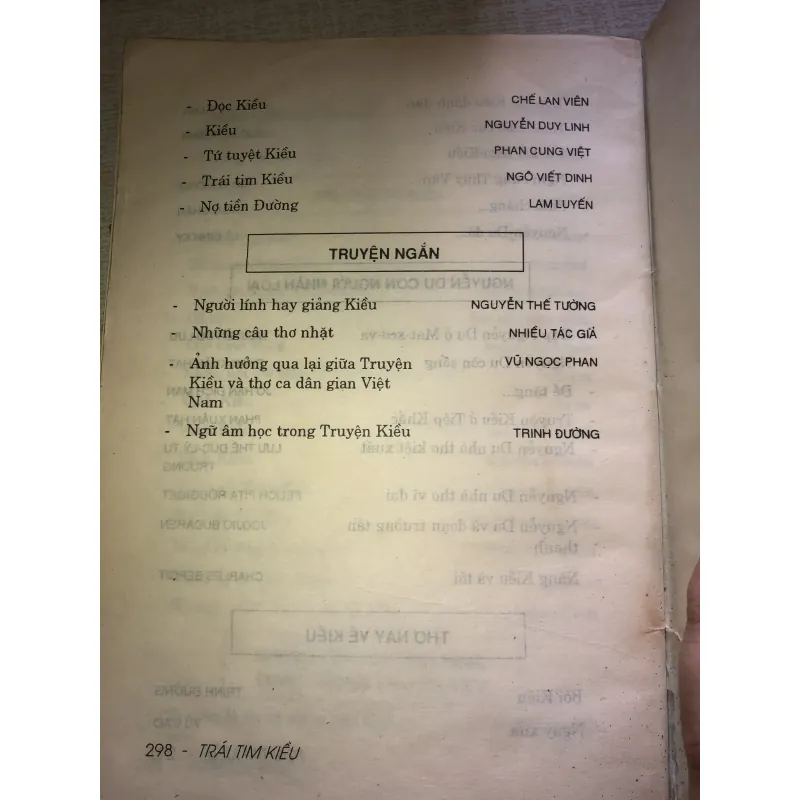 - Đọc Kiều CHẾ LAN VIÊN
- Kiều NGUYỄN DUY LINH
- Tứ tuyệt Kiều PHAN CUNG VIỆT
- Trái tim Kiều NGÔ VIẾT DINH
- Nợ tiền Đường LAM LUYẾN
TRUYỆN NGẮN
- Người lính hay giảng Kiều NGUYỄN THẾ TƯỜNG
- Những câu thơ nhặt NHIỀU TÁC GIẢ
- Ảnh hưởng qua lại giữa Truyện VŨ NGỌC PHAN
Kiều và thơ ca dân gian Việt
Nam
- Ngữ âm học trong Truyện Kiều TRINH ĐƯỜNG
298 - TRÁI TIM KIỀU